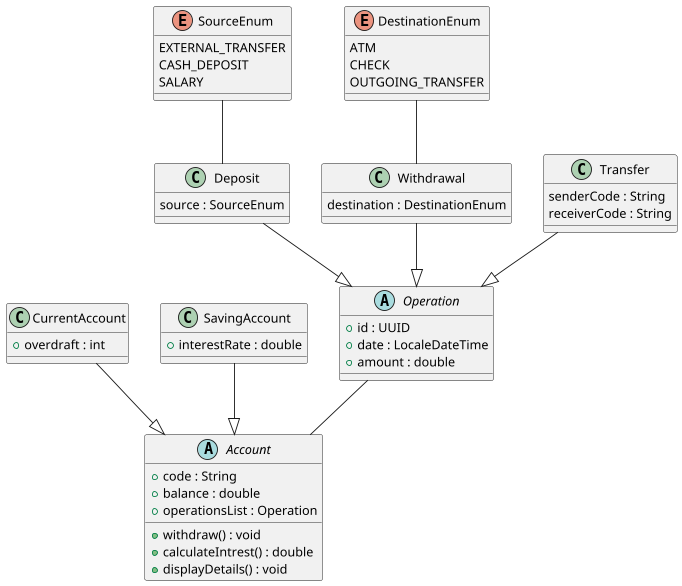 E SourceEnum
EXTERNAL_TRANSFER
CASH_DEPOSIT
SALARY
E DestinationEnum
ATM
CHECK
OUTGOING_TRANSFER
C Deposit
source : SourceEnum
C Withdrawal
destination : DestinationEnum
C Transfer
senderCode : String
receiverCode : String
C CurrentAccount
overdraft : int
C SavingAccount
interestRate : double
A Operation
id : UUID
date : LocaleDateTime
amount : double
A Account
code : String
balance : double
operationsList : Operation
withdraw() : void
calculateIntrest() : double
displayDetails() : void